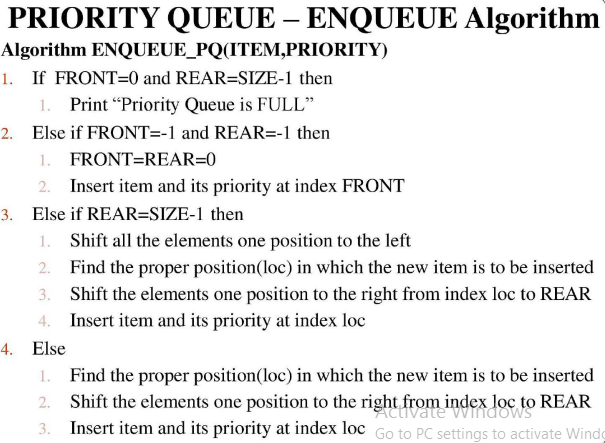 PRIORITY QUEUE – ENQUEUE Algorithm
Algorithm ENQUEUE_PQ(ITEM,PRIORITY)
1. If FRONT=0 and REAR=SIZE-1 then
1. Print “Priority Queue is FULL”
2. Else if FRONT=-1 and REAR=-1 then
1. FRONT=REAR=0
2. Insert item and its priority at index FRONT
3. Else if REAR=SIZE-1 then
1. Shift all the elements one position to the left
2. Find the proper position(loc) in which the new item is to be inserted
3. Shift the elements one position to the right from index loc to REAR
4. Insert item and its priority at index loc
4. Else
1. Find the proper position(loc) in which the new item is to be inserted
2. Shift the elements one position to the right from index loc to REAR
3. Insert item and its priority at index loc
Activate Windows
Go to PC settings to activate Windo